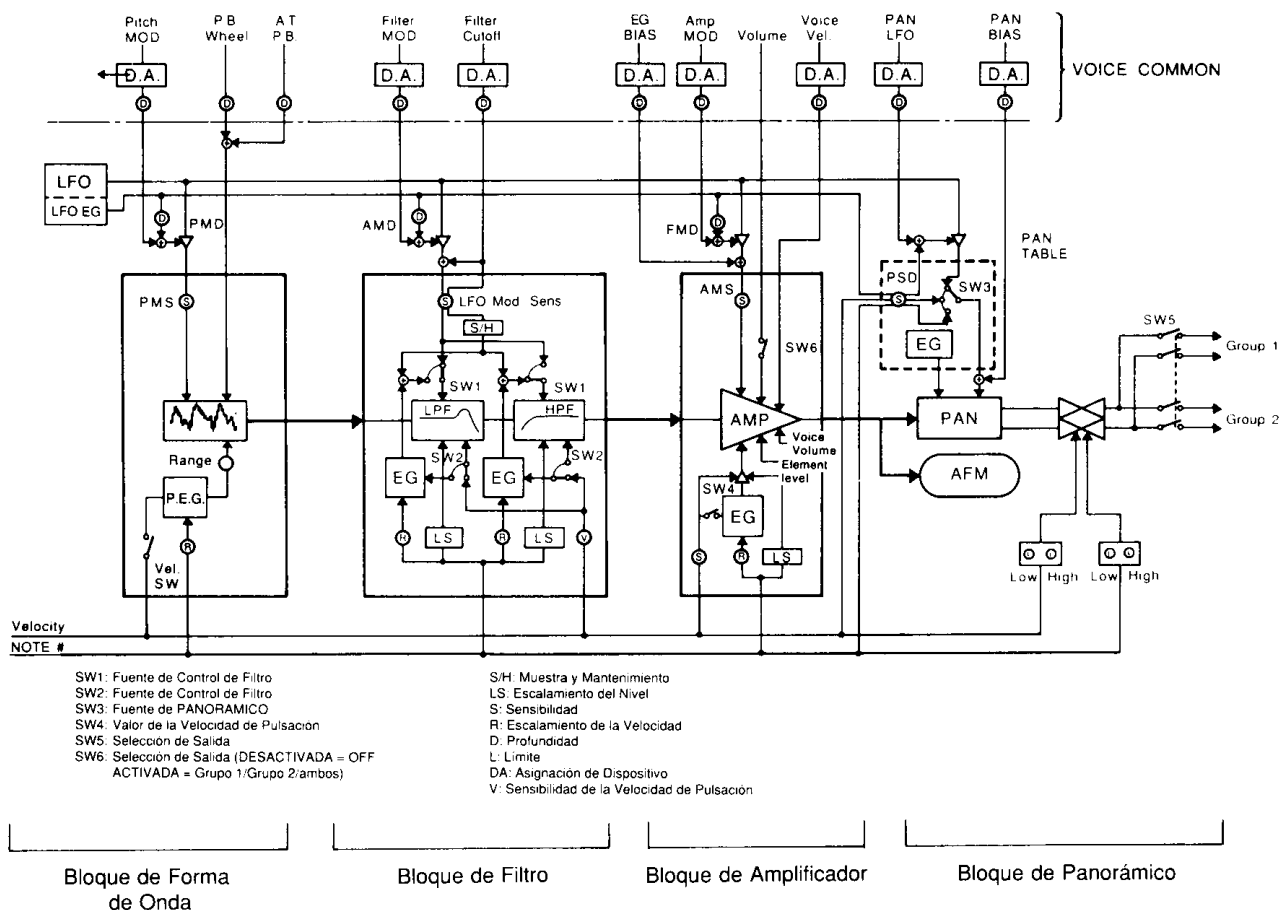 Pitch MOD
P B Wheel
A T P B.
Filter MOD
Filter Cutoff
EG BIAS
Amp MOD
Volume
Voice Vel.
PAN LFO
PAN BIAS
D.A.
D.A.
D.A.
D.A.
D.A.
D.A.
D.A.
D.A.
VOICE COMMON
D
D
D
D
D
D
D
D
D
D
LFO
LFO EG
D
PMD
AMD
D
FMD
D
PAN TABLE
PMS
S
S
LFO Mod Sens
S/H
AMS
S
PSD
S
SW3
EG
SW5
Group 1
Group 2
SW6
SW1
SW1
LPF
HPF
AMP
PAN
AFM
Range
P.E.G.
SW2
SW2
EG
EG
Voice Volume
Element level
SW4
EG
R
LS
R
LS
V
S
R
LS
R
Vel. SW
Low High
Low High
Velocity
NOTE #
SW1: Fuente de Control de Filtro
SW2: Fuente de Control de Filtro
SW3: Fuente de PANORAMICO
SW4: Valor de la Velocidad de Pulsación
SW5: Selección de Salida
SW6: Selección de Salida (DESACTIVADA = OFF
ACTIVADA = Grupo 1/Grupo 2/ambos)
S/H: Muestra y Mantenimiento
LS: Escalamiento del Nivel
S: Sensibilidad
R: Escalamiento de la Velocidad
D: Profundidad
L: Limite
DA: Asignación de Dispositivo
V: Sensibilidad de la Velocidad de Pulsación
Bloque de Forma
de Onda
Bloque de Filtro
Bloque de Amplificador
Bloque de Panorámico